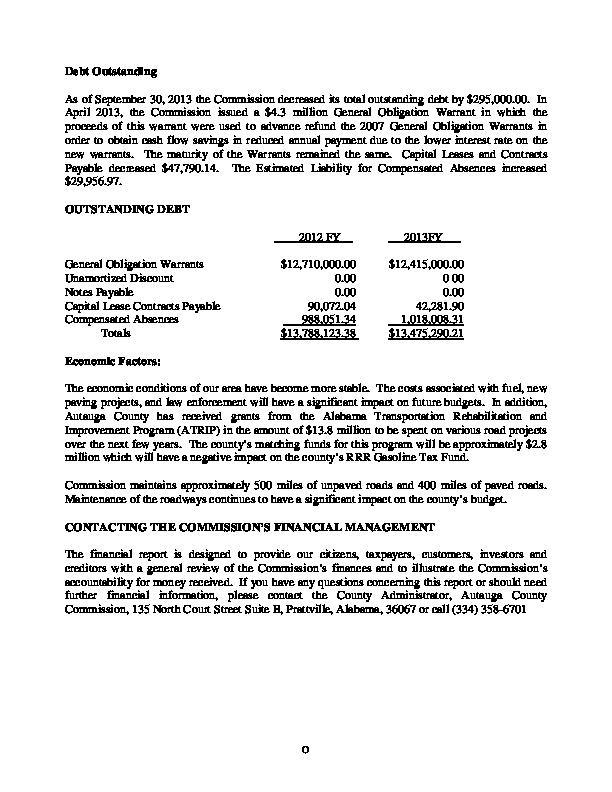 Debt Outstanding
As of September 30, 2013 the Commission decreased its total outstanding debt by $295,000.00. In
April 2013, the Commission issued a $4.3 million General Obligation Warrant in which the
proceeds of this warrant were used to advance refund the 2007 General Obligation Warrants in
order to obtain cash flow savings in reduced annual payment due to the lower interest rate on the
new warrants. The maturity of the Warrants remained the same. Capital Leases and Contracts
Payable decreased $47,790.14. The Estimated Liability for Compensated Absences increased
$29,956.97.
OUTSTANDING DEBT
2012 FY 2013FY
General Obligation Warrants $12,710,000.00 $12,415,000.00
Unamortized Discount 0.00 0 00
Notes Payable 0.00 0.00
Capital Lease Contracts Payable 90,072.04 42,281.90
Compensated Absences 988,051.34 1,018,008.31
Totals $13,788,123.38 $13,475,290.21
Economic Factors:
The economic conditions of our area have become more stable. The costs associated with fuel, new
paving projects, and law enforcement will have a significant impact on future budgets. In addition,
Autauga County has received grants from the Alabama Transportation Rehabilitation and
Improvement Program (ATRIP) in the amount of $13.8 million to be spent on various road projects
over the next few years. The county's matching funds for this program will be approximately $2.8
million which will have a negative impact on the county's RRR Gasoline Tax Fund.
Commission maintains approximately 500 miles of unpaved roads and 400 miles of paved roads.
Maintenance of the roadways continues to have a significant impact on the county's budget.
CONTACTING THE COMMISSION'S FINANCIAL MANAGEMENT
The financial report is designed to provide our citizens, taxpayers, customers, investors and
creditors with a general review of the Commission's finances and to illustrate the Commission's
accountability for money received. If you have any questions concerning this report or should need
further financial information, please contact the County Administrator, Autauga County
Commission, 135 North Court Street Suite B, Prattville, Alabama, 36067 or call (334) 358-6701
O